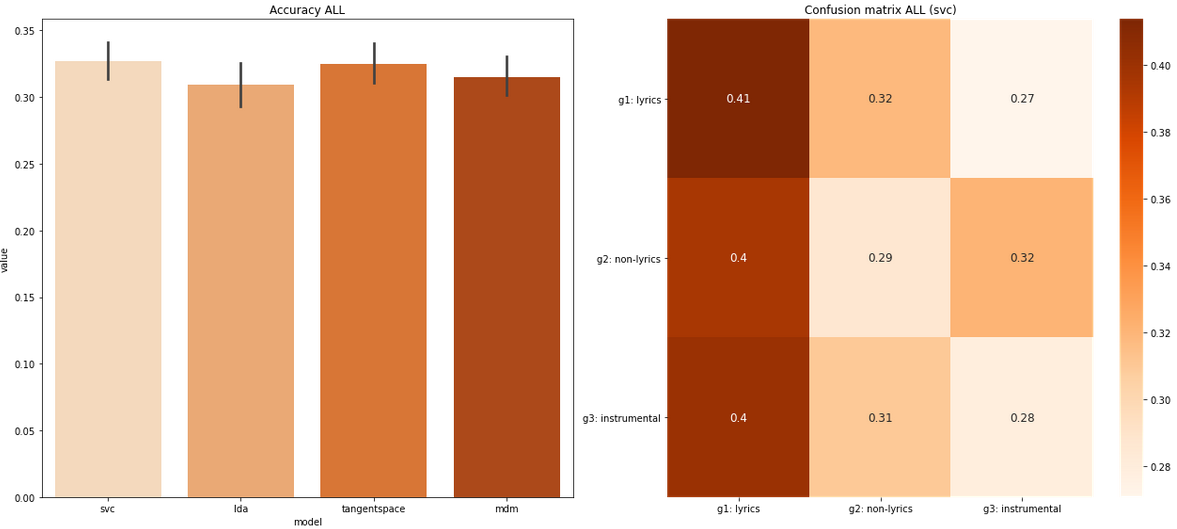 Accuracy ALL
0.35
0.30
0.25
0.20
0.15
0.10
0.05
0.00
value
svc
lda
tangentspace
mdm
model
Confusion matrix ALL (svc)
g1: lyrics
0.41
0.32
0.27
g2: non-lyrics
0.4
0.29
0.32
g3: instrumental
0.4
0.31
0.28
g1: lyrics
g2: non-lyrics
g3: instrumental
0.40
0.38
0.36
0.34
0.32
0.30
0.28